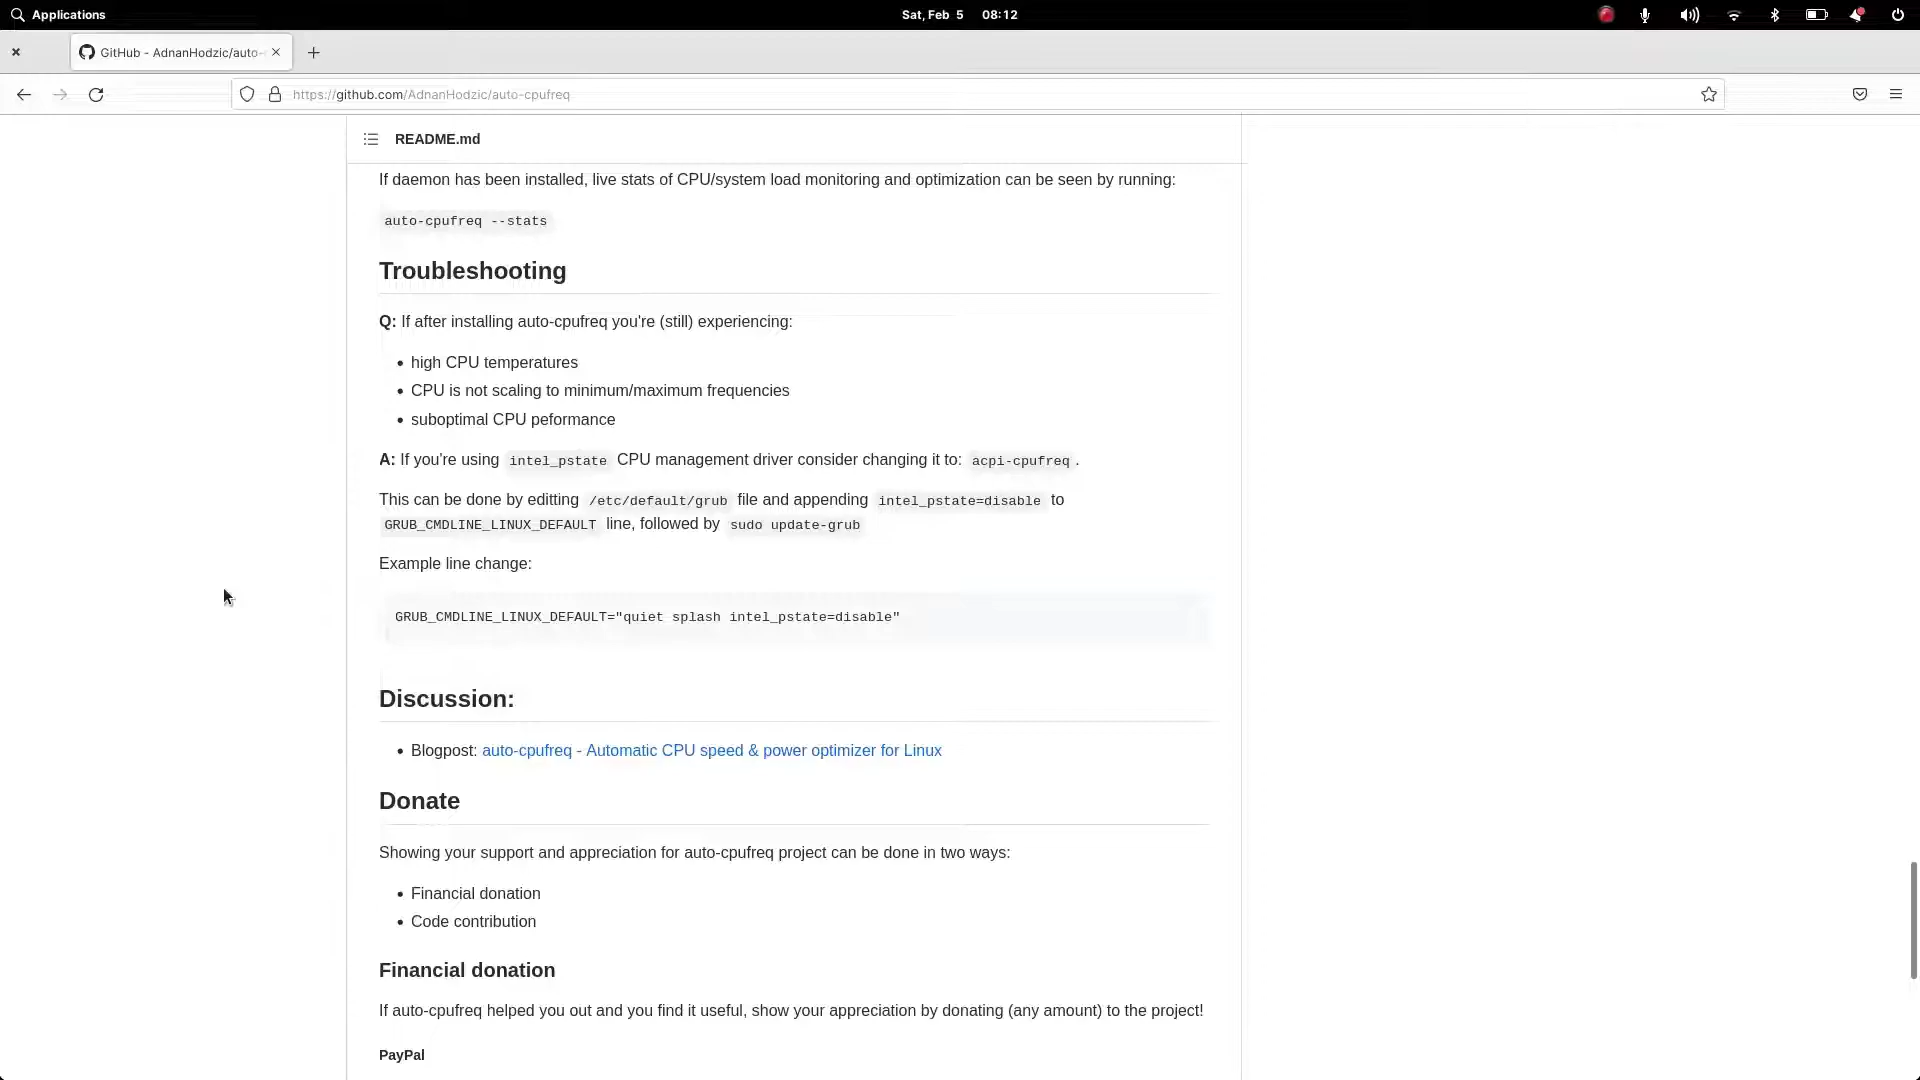 Applications
Sat, Feb 5 08:12
GitHub - AdnanHodzic/auto-
https://github.com/AdnanHodzic/auto-cpufreq
README.md
If daemon has been installed, live stats of CPU/system load monitoring and optimization can be seen by running:
auto-cpufreq --stats
Troubleshooting
Q: If after installing auto-cpufreq you're (still) experiencing:
• high CPU temperatures
• CPU is not scaling to minimum/maximum frequencies
• suboptimal CPU peformance
A: If you're using intel_pstate CPU management driver consider changing it to: acpi-cpufreq.
This can be done by editting /etc/default/grub file and appending intel_pstate=disable to
GRUB_CMDLINE_LINUX_DEFAULT line, followed by sudo update-grub
Example line change:
GRUB_CMDLINE_LINUX_DEFAULT="quiet splash intel_pstate=disable"
Discussion:
• Blogpost: auto-cpufreq - Automatic CPU speed & power optimizer for Linux
Donate
Showing your support and appreciation for auto-cpufreq project can be done in two ways:
• Financial donation
• Code contribution
Financial donation
If auto-cpufreq helped you out and you find it useful, show your appreciation by donating (any amount) to the project!
PayPal